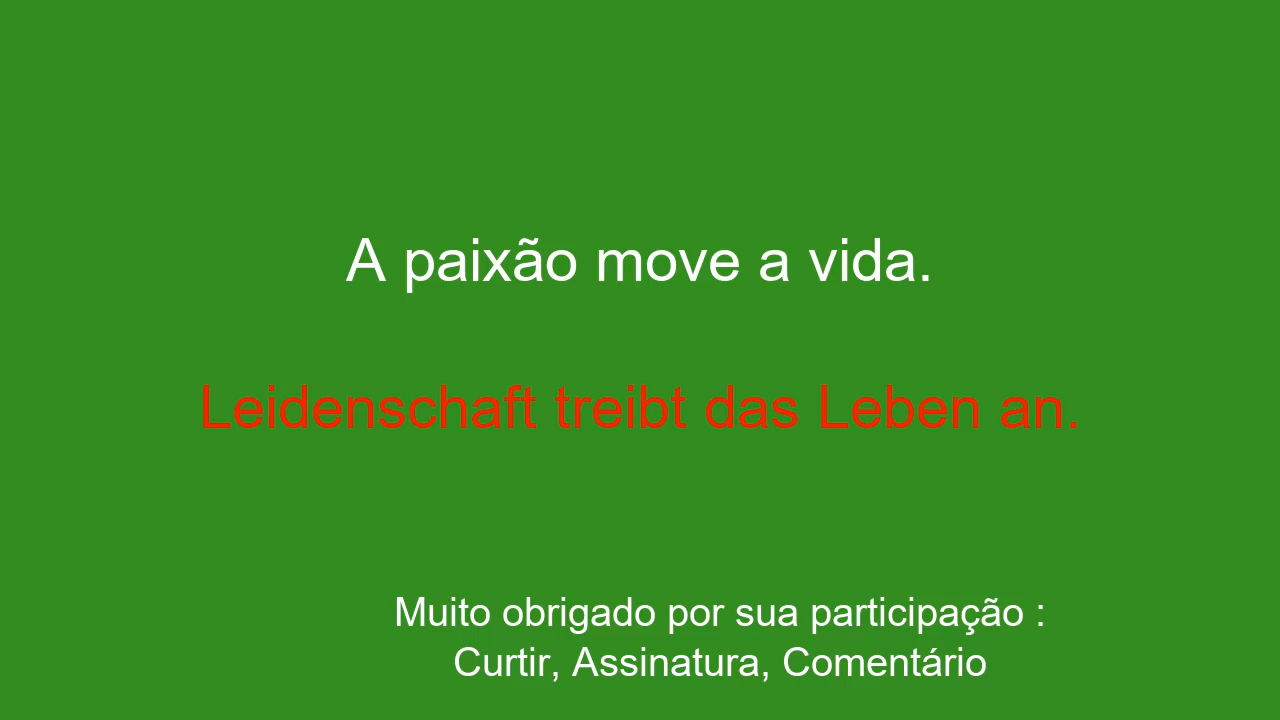 A paixão move a vida.
Leidenschaft treibt das Leben an.
Muito obrigado por sua participação :
Curtir, Assinatura, Comentário